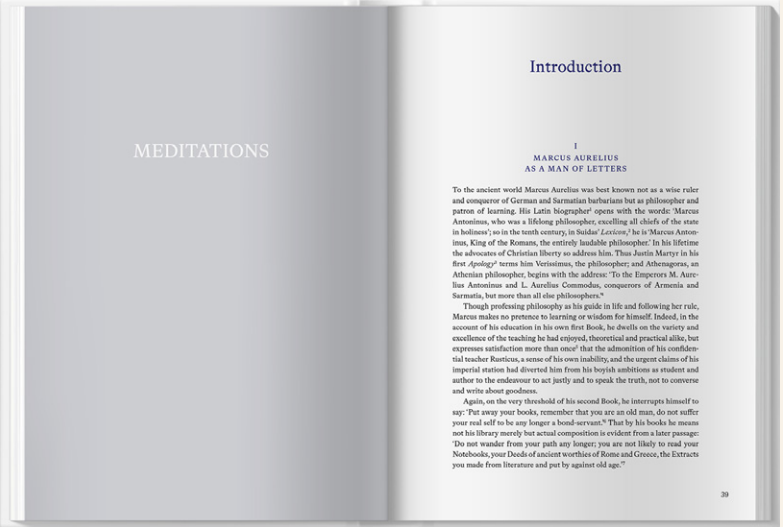 MEDITATIONS
Introduction
I
MARCUS AURELIUS
AS A MAN OF LETTERS
To the ancient world Marcus Aurelius was best known not as a wise ruler
and conqueror of German and Sarmatian barbarians but as philosopher and
patron of learning. His Latin biographer¹ opens with the words: ‘Marcus
Antoninus, who was a lifelong philosopher, excelling all chiefs of the state
in holiness’; so in the tenth century, in Suidas’ Lexicon,² he is ‘Marcus Anton-
inus, King of the Romans, the entirely laudable philosopher.’ In his lifetime
the advocates of Christian liberty so address him. Thus Justin Martyr in his
first Apology³ terms him Verissimus, the philosopher; and Athenagoras, an
Athenian philosopher, begins with the address: ‘To the Emperors M. Aure-
lius Antoninus and L. Aurelius Commodus, conquerors of Armenia and
Sarmatia, but more than all else philosophers.’⁴
Though professing philosophy as his guide in life and following her rule,
Marcus makes no pretence to learning or wisdom for himself. Indeed, in the
account of his education in his own first Book, he dwells on the variety and
excellence of the teaching he had enjoyed, theoretical and practical alike, but
expresses satisfaction more than once⁵ that the admonition of his confiden-
tial teacher Rusticus, a sense of his own inability, and the urgent claims of his
imperial station had diverted him from his boyish ambitions as student and
author to the endeavour to act justly and to speak the truth, not to converse
and write about goodness.
Again, on the very threshold of his second Book, he interrupts himself to
say: ‘Put away your books, remember that you are an old man, do not suffer
your real self to be any longer a bond-servant.’⁶ That by his books he means
not his library merely but actual composition is evident from a later passage:
‘Do not wander from your path any longer; you are not likely to read your
Notebooks, your Deeds of ancient worthies of Rome and Greece, the Extracts
you made from literature and put by against old age.’⁷
39